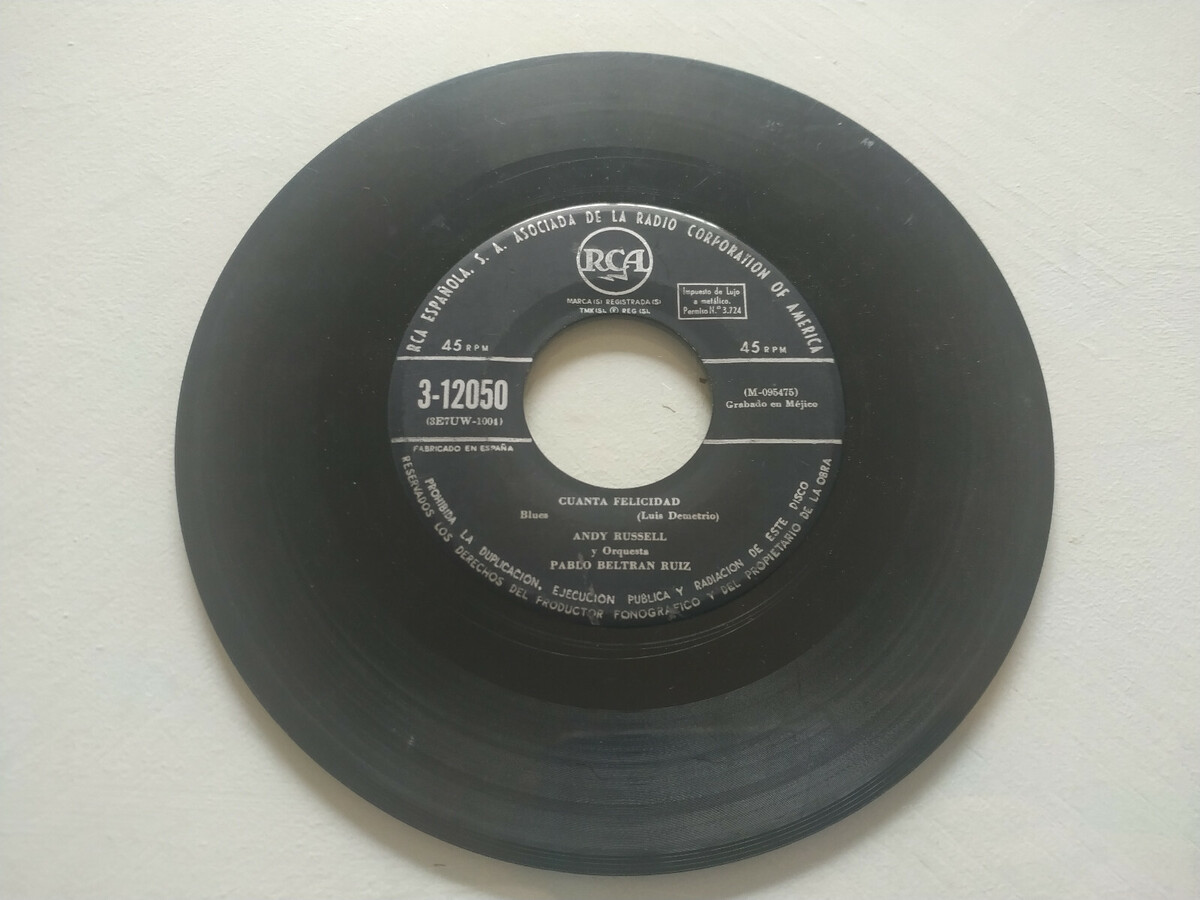 RCA ESPAÑOLA, S. A. ASOCIADA DE LA RADIO CORPORATION OF AMERICA
RCA
MARCA(S) REGISTRADA(S)
TMK(S). ® REG (S).
Impuesto de Lujo
a metálico.
Permiso N.º 3.724
45 RPM
45 RPM
3-12050
(3E7UW-1004)
(M-095475)
Grabado en Méjico
FABRICADO EN ESPAÑA
CUANTA FELICIDAD
Blues (Luis Demetrio)
ANDY RUSSELL
y Orquesta
PABLO BELTRAN RUIZ
PROHIBIDA LA DUPLICACION, EJECUCION PUBLICA Y RADIACION DE ESTE DISCO
RESERVADOS LOS DERECHOS DEL PRODUCTOR FONOGRAFICO Y DEL PROPIETARIO DE LA OBRA